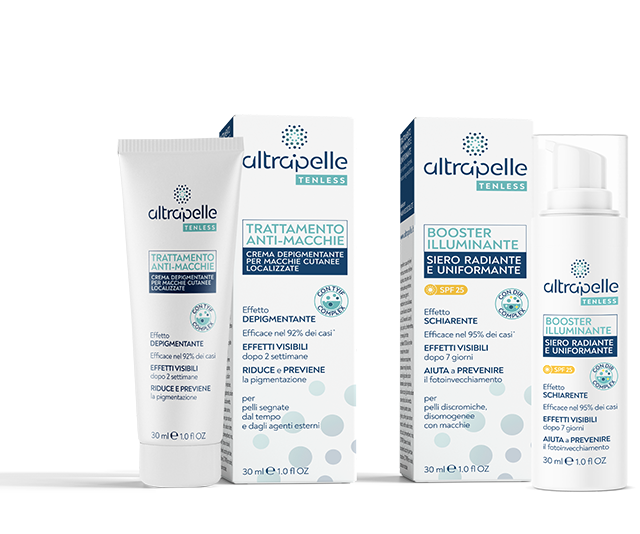 altrapelle
TENLESS
TRATTAMENTO
ANTI-MACCHIE
CREMA DEPIGMENTANTE
PER MACCHIE CUTANEE
LOCALIZZATE
CON TYIF
COMPLEX
Effetto
DEPIGMENTANTE
Efficace nel 92% dei casi
EFFETTI VISIBILI
dopo 2 settimane
RIDUCE e PREVIENE
la pigmentazione
30 ml e 1.0 fl OZ
altrapelle
TENLESS
TRATTAMENTO
ANTI-MACCHIE
CREMA DEPIGMENTANTE
PER MACCHIE CUTANEE
LOCALIZZATE
CON TYIF
COMPLEX
Effetto
DEPIGMENTANTE
Efficace nel 92% dei casi*
EFFETTI VISIBILI
dopo 2 settimane
RIDUCE e PREVIENE
la pigmentazione
per
pelli segnate
dal tempo
e dagli agenti esterni
30 ml e 1.0 fl OZ
altrapelle
TENLESS
BOOSTER
ILLUMINANTE
SIERO RADIANTE
E UNIFORMANTE
SPF 25
CON DIP
COMPLEX
Effetto
SCHIARENTE
Efficace nel 95% dei casi*
EFFETTI VISIBILI
dopo 7 giorni
AIUTA a PREVENIRE
il fotoinvecchiamento
per
pelli discromiche,
disomogenee
con macchie
30 ml e 1.0 fl OZ
altrapelle
TENLESS
BOOSTER
ILLUMINANTE
SIERO RADIANTE
E UNIFORMANTE
SPF 25
CON DIP
COMPLEX
Effetto
SCHIARENTE
Efficace nel 95% dei casi
EFFETTI VISIBILI
dopo 7 giorni
AIUTA a PREVENIRE
il fotoinvecchiamento
30 ml e 1.0 fl OZ